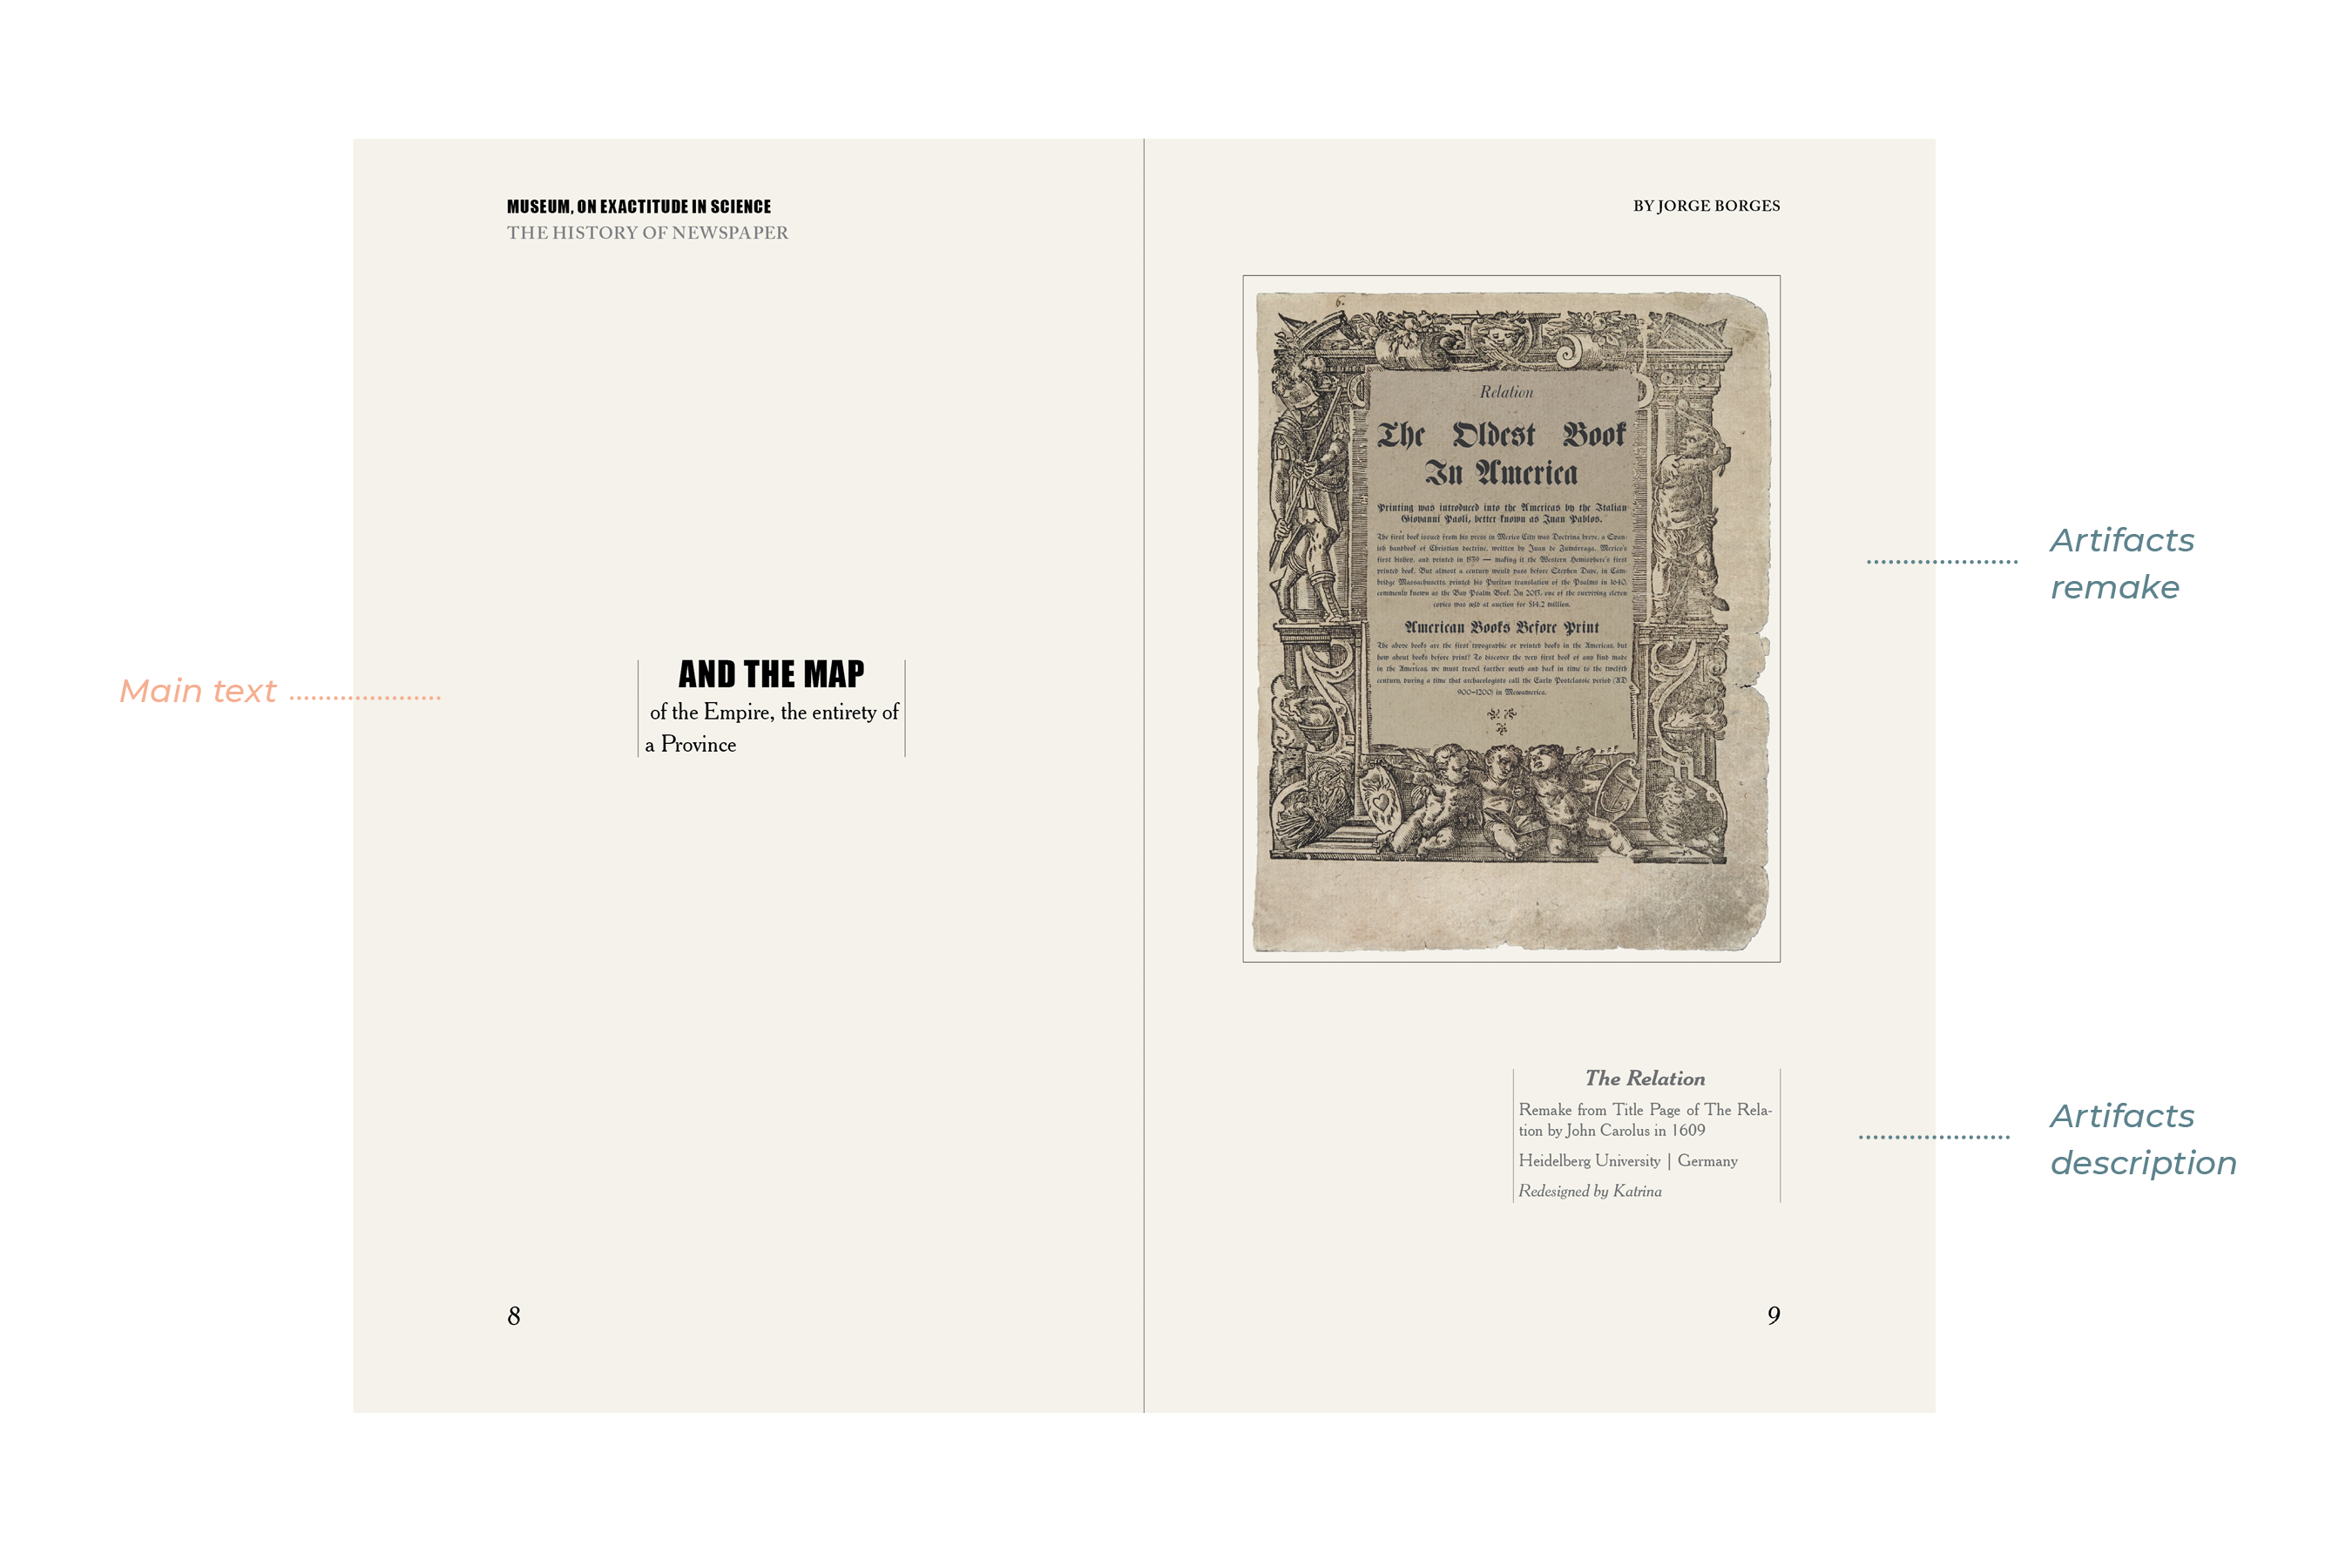 MUSEUM, ON EXACTITUDE IN SCIENCE
THE HISTORY OF NEWSPAPER
Main text
AND THE MAP
of the Empire, the entirety of
a Province
8
BY JORGE BORGES
6.
Relation
The Oldest Book
In America
Printing was introduced into the Americas by the Italian
Giovanni Paoli, better known as Juan Pablos.
The first book issued from his press in Mexico City was Doctrina breve, a Span-
ish handbook of Christian doctrine, written by Juan de Zumárraga, Mexico's
first bishop, and printed in 1539 — making it the Western Hemisphere's first
printed book. But almost a century would pass before Stephen Daye, in Cam-
bridge Massachusetts, printed his Puritan translation of the Psalms in 1640,
commonly known as the Bay Psalm Book. In 2013, one of the surviving eleven
copies was sold at auction for $14.2 million.
American Books Before Print
The above books are the first typographic or printed books in the Americas, but
how about books before print? To discover the very first book of any kind made
in the Americas, we must travel farther south and back in time to the twelfth
century, during a time that archaeologists call the Early Postclassic period (AD
900–1200) in Mesoamerica.
Artifacts
remake
The Relation
Remake from Title Page of The Rela-
tion by John Carolus in 1609
Heidelberg University | Germany
Redesigned by Katrina
Artifacts
description
9